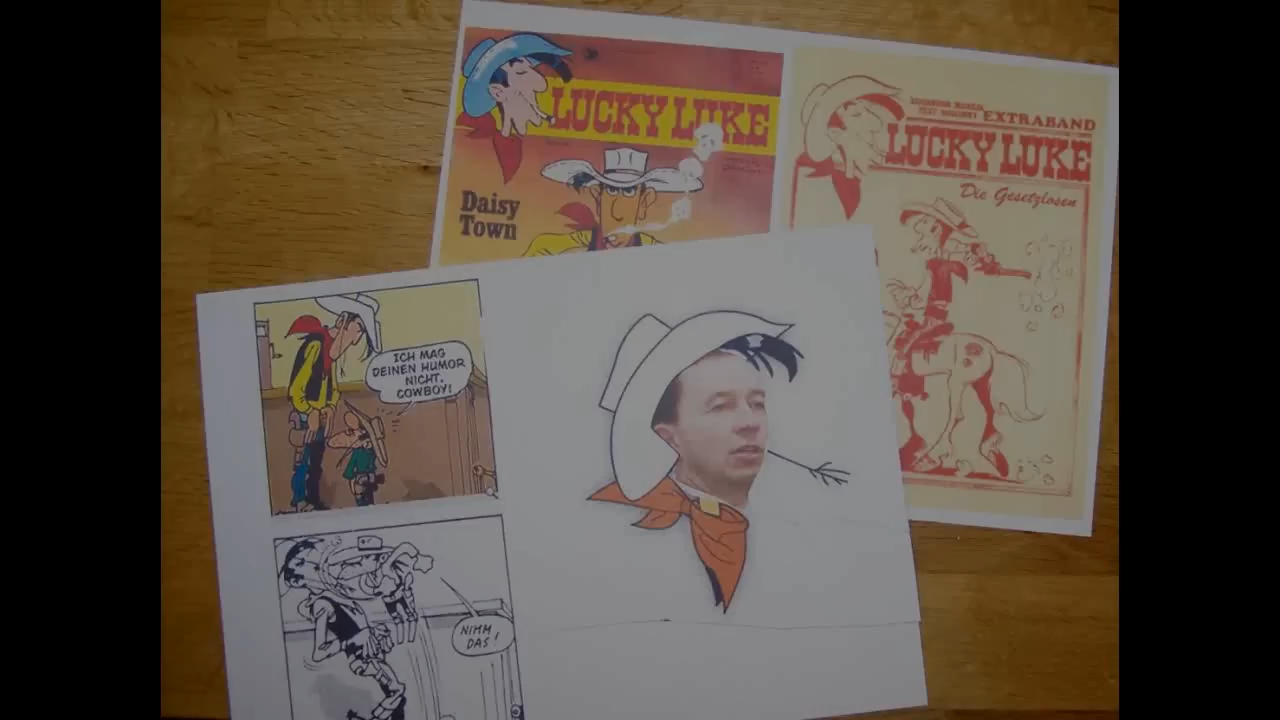 LUCKY LUKE
Daisy
Town
EXTRABAND
LUCKY LUKE
Die Gesetzlosen
ICH MAG
DEINEN HUMOR
NICHT,
COWBOY!
NIMM
DAS!